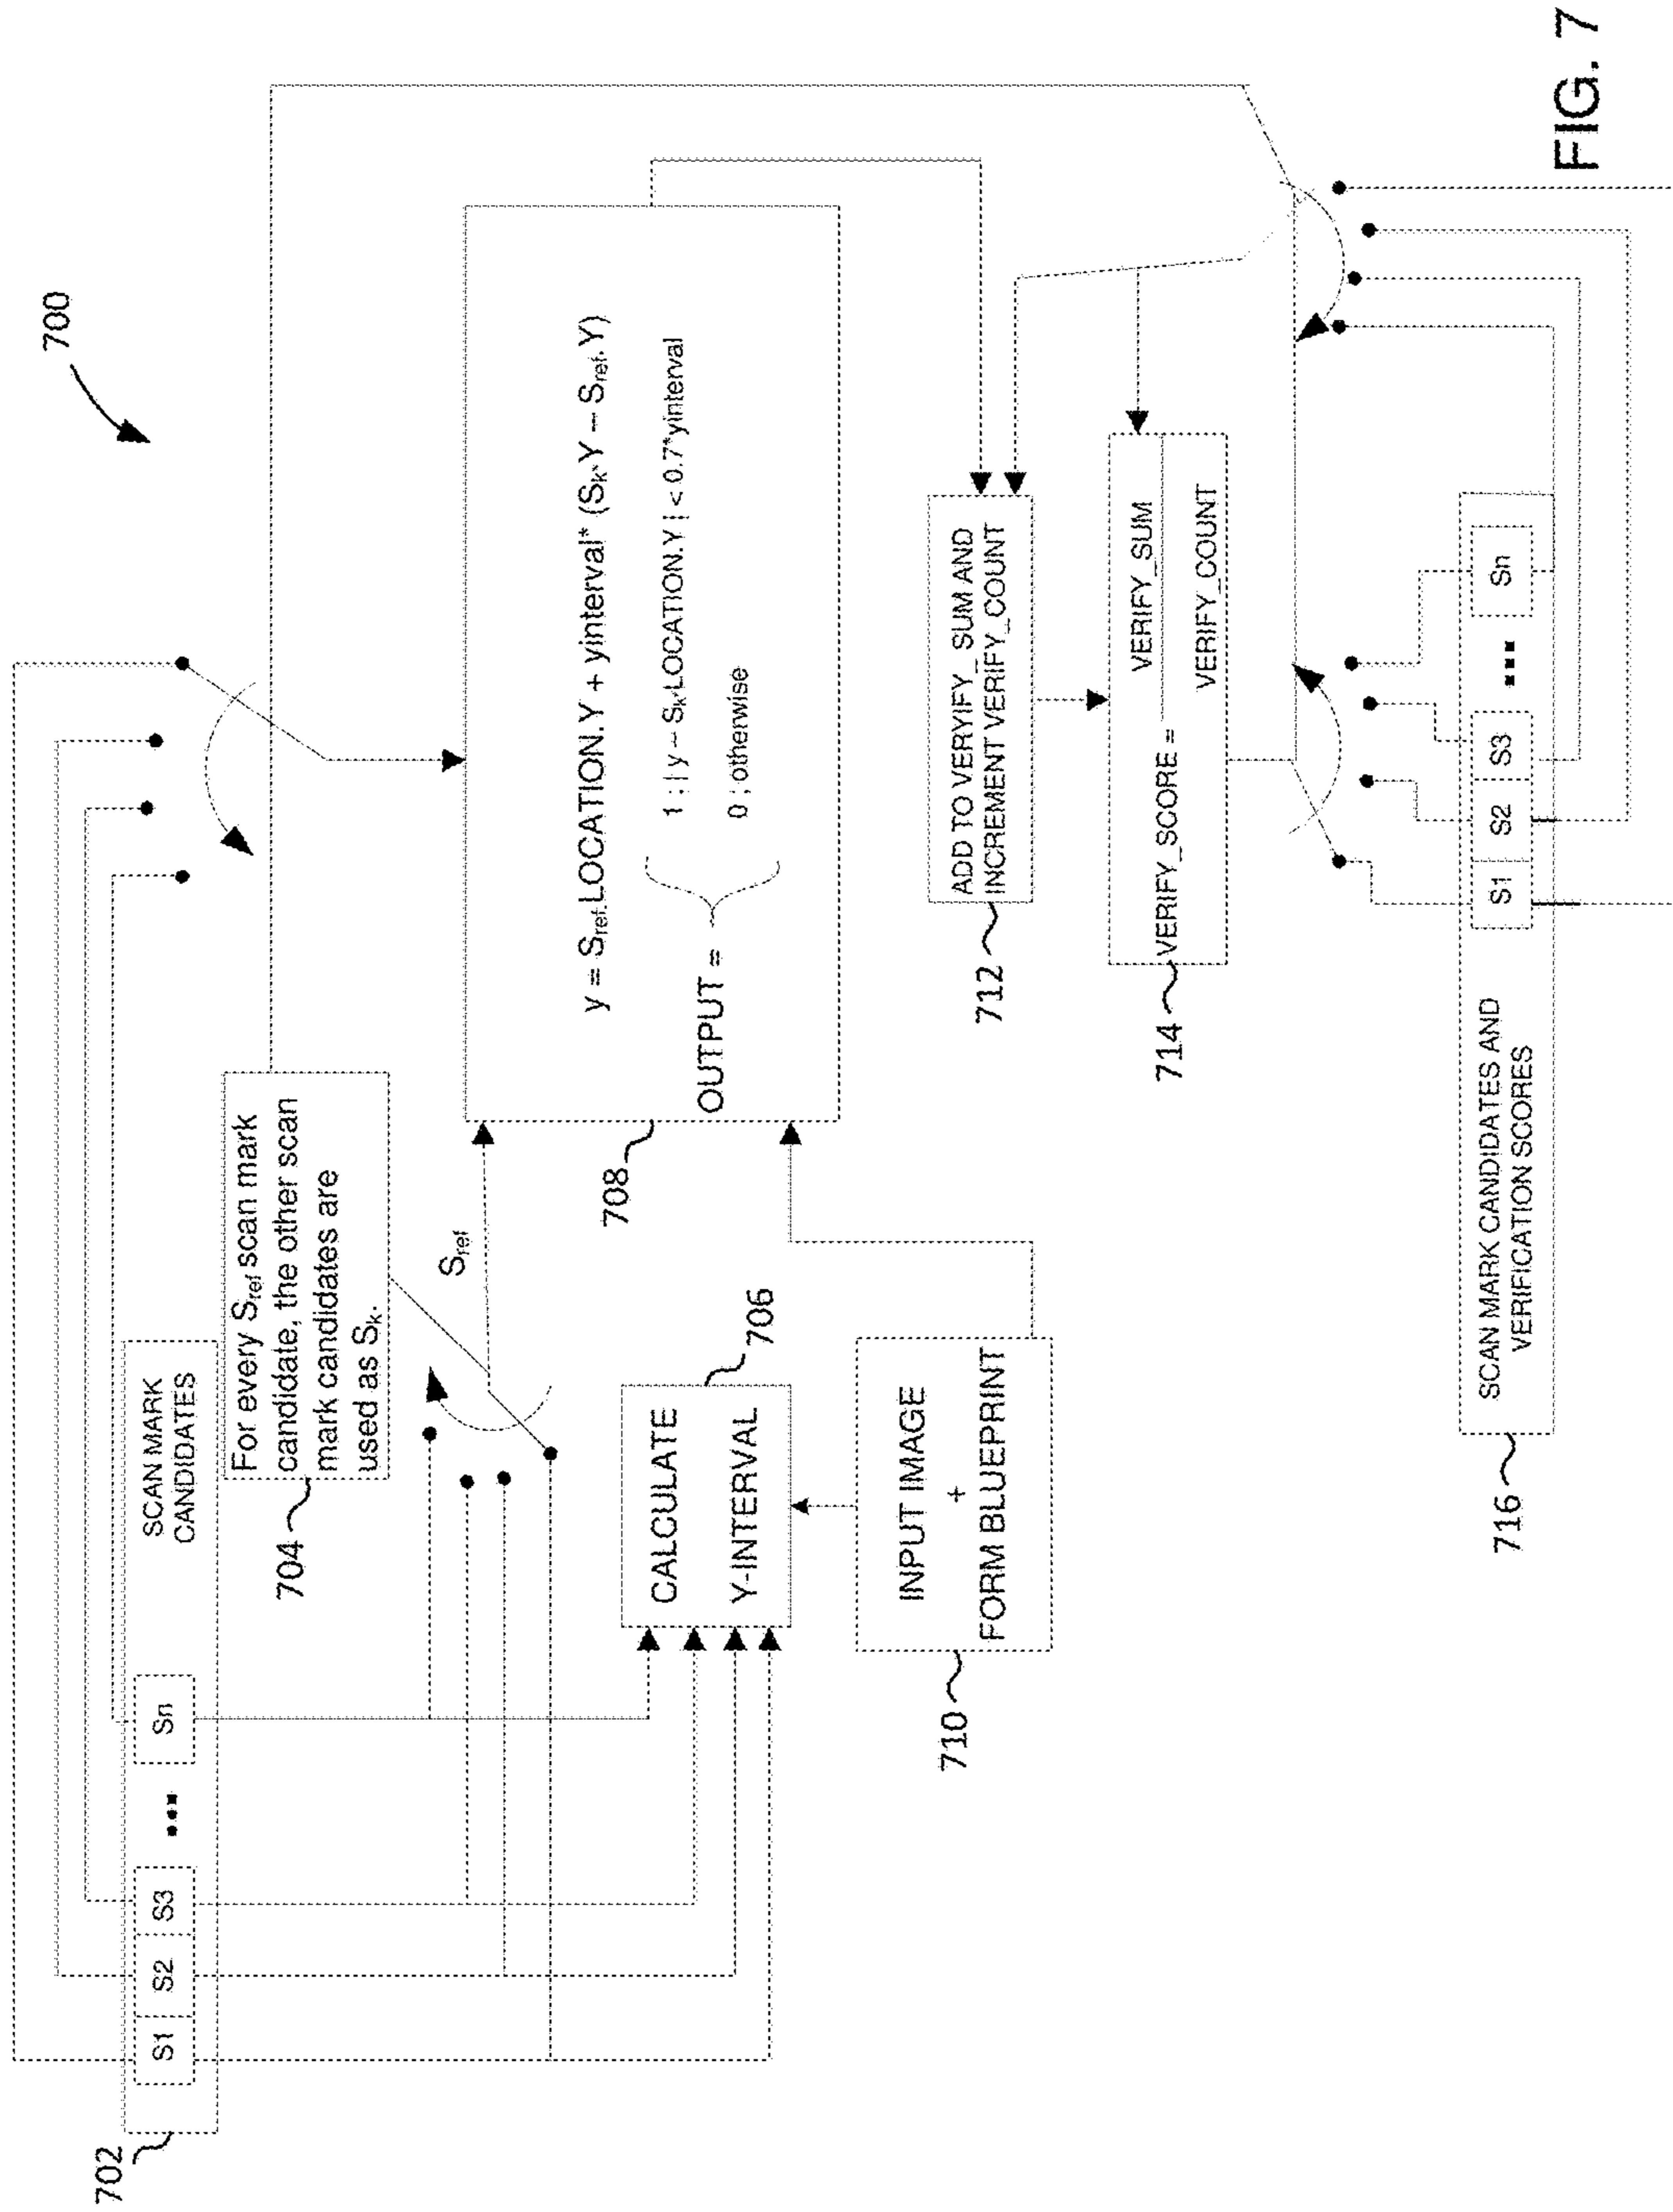 700
702
S1
S2
S3
Sn
SCAN MARK
CANDIDATES
704
For every Sref scan mark
candidate, the other scan
mark candidates are
used as Sk.
Sref
CALCULATE
Y-INTERVAL
706
710
INPUT IMAGE
+
FORM BLUEPRINT
708
y = Sref.LOCATION.Y + yinterval* (Sk.Y – Sref.Y)
OUTPUT =
1 ; | y – Sk.LOCATION.Y | < 0.7*yinterval
0 ; otherwise
712
ADD TO VERYIFY_SUM AND
INCREMENT VERIFY_COUNT
714
VERIFY_SCORE =
VERIFY_SUM
VERIFY_COUNT
716
SCAN MARK CANDIDATES AND
VERIFICATION SCORES
S1
S2
S3
Sn
FIG. 7